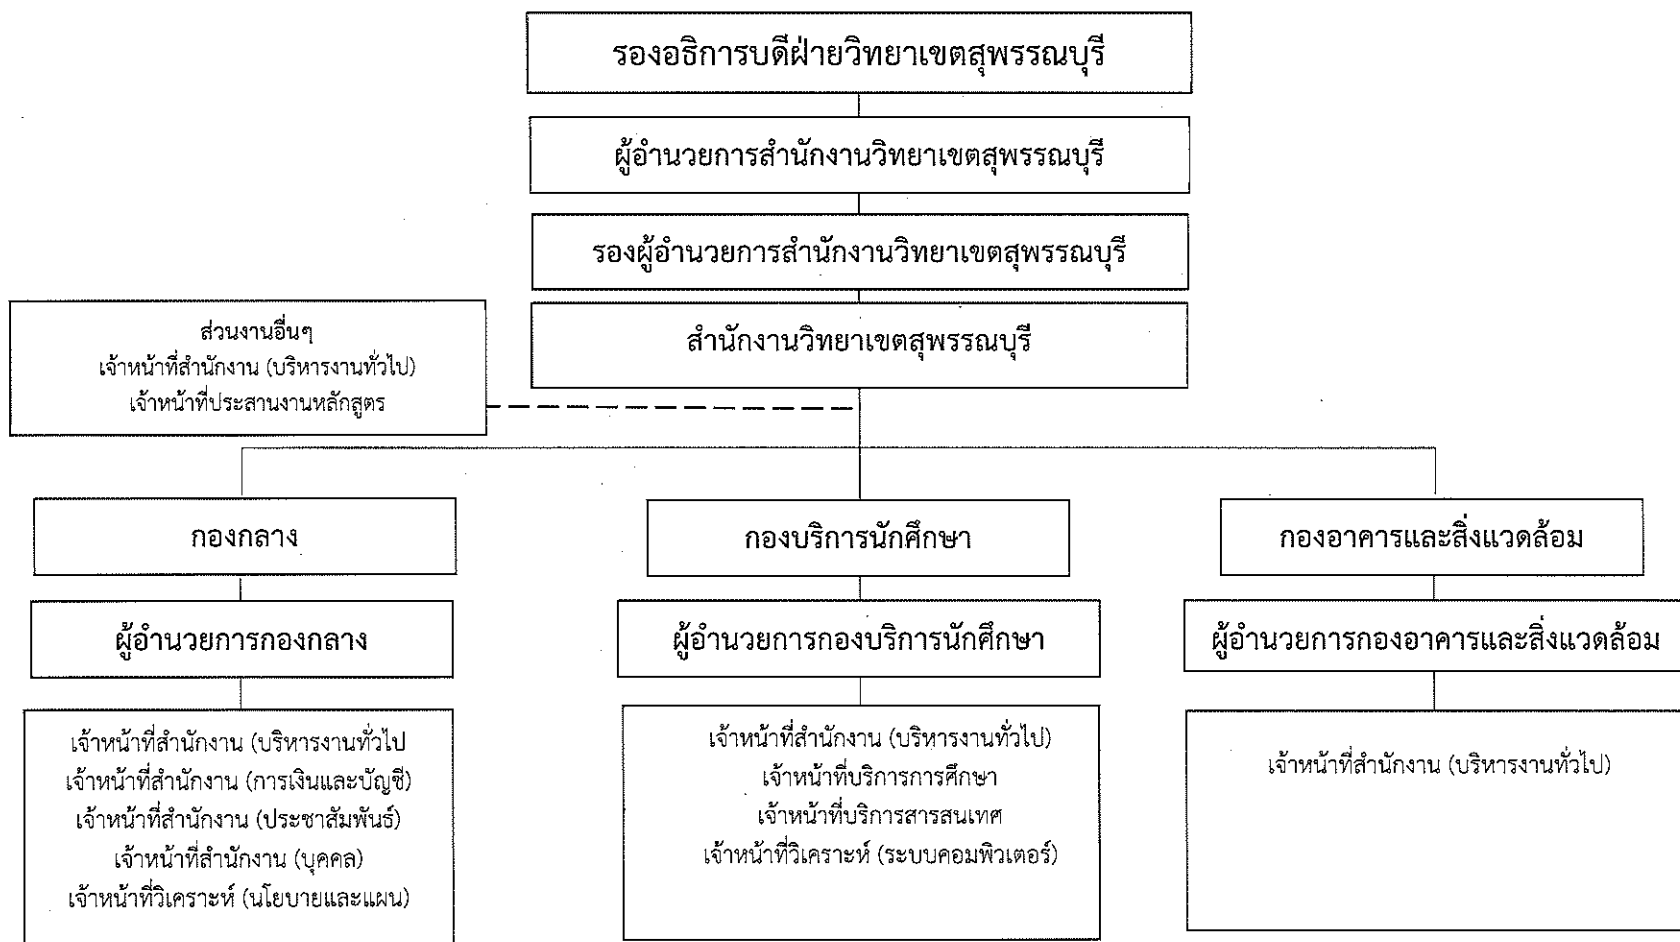 รองอธิการบดีฝ่ายวิทยาเขตสุพรรณบุรี
ผู้อำนวยการสำนักงานวิทยาเขตสุพรรณบุรี
รองผู้อำนวยการสำนักงานวิทยาเขตสุพรรณบุรี
สำนักงานวิทยาเขตสุพรรณบุรี
ส่วนงานอื่นๆ
เจ้าหน้าที่สำนักงาน (บริหารงานทั่วไป)
เจ้าหน้าที่ประสานงานหลักสูตร
กองกลาง
ผู้อำนวยการกองกลาง
เจ้าหน้าที่สำนักงาน (บริหารงานทั่วไป
เจ้าหน้าที่สำนักงาน (การเงินและบัญชี)
เจ้าหน้าที่สำนักงาน (ประชาสัมพันธ์)
เจ้าหน้าที่สำนักงาน (บุคคล)
เจ้าหน้าที่วิเคราะห์ (นโยบายและแผน)
กองบริการนักศึกษา
ผู้อำนวยการกองบริการนักศึกษา
เจ้าหน้าที่สำนักงาน (บริหารงานทั่วไป)
เจ้าหน้าที่บริการการศึกษา
เจ้าหน้าที่บริการสารสนเทศ
เจ้าหน้าที่วิเคราะห์ (ระบบคอมพิวเตอร์)
กองอาคารและสิ่งแวดล้อม
ผู้อำนวยการกองอาคารและสิ่งแวดล้อม
เจ้าหน้าที่สำนักงาน (บริหารงานทั่วไป)